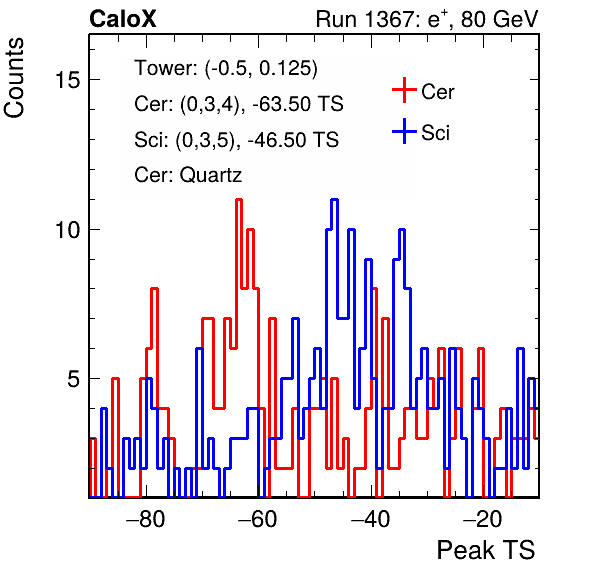 CaloX Run 1367: e⁺, 80 GeV
Counts
Tower: (-0.5, 0.125)
Cer: (0,3,4), -63.50 TS
Sci: (0,3,5), -46.50 TS
Cer: Quartz
Cer
Sci
15
10
5
−80 −60 −40 −20
Peak TS